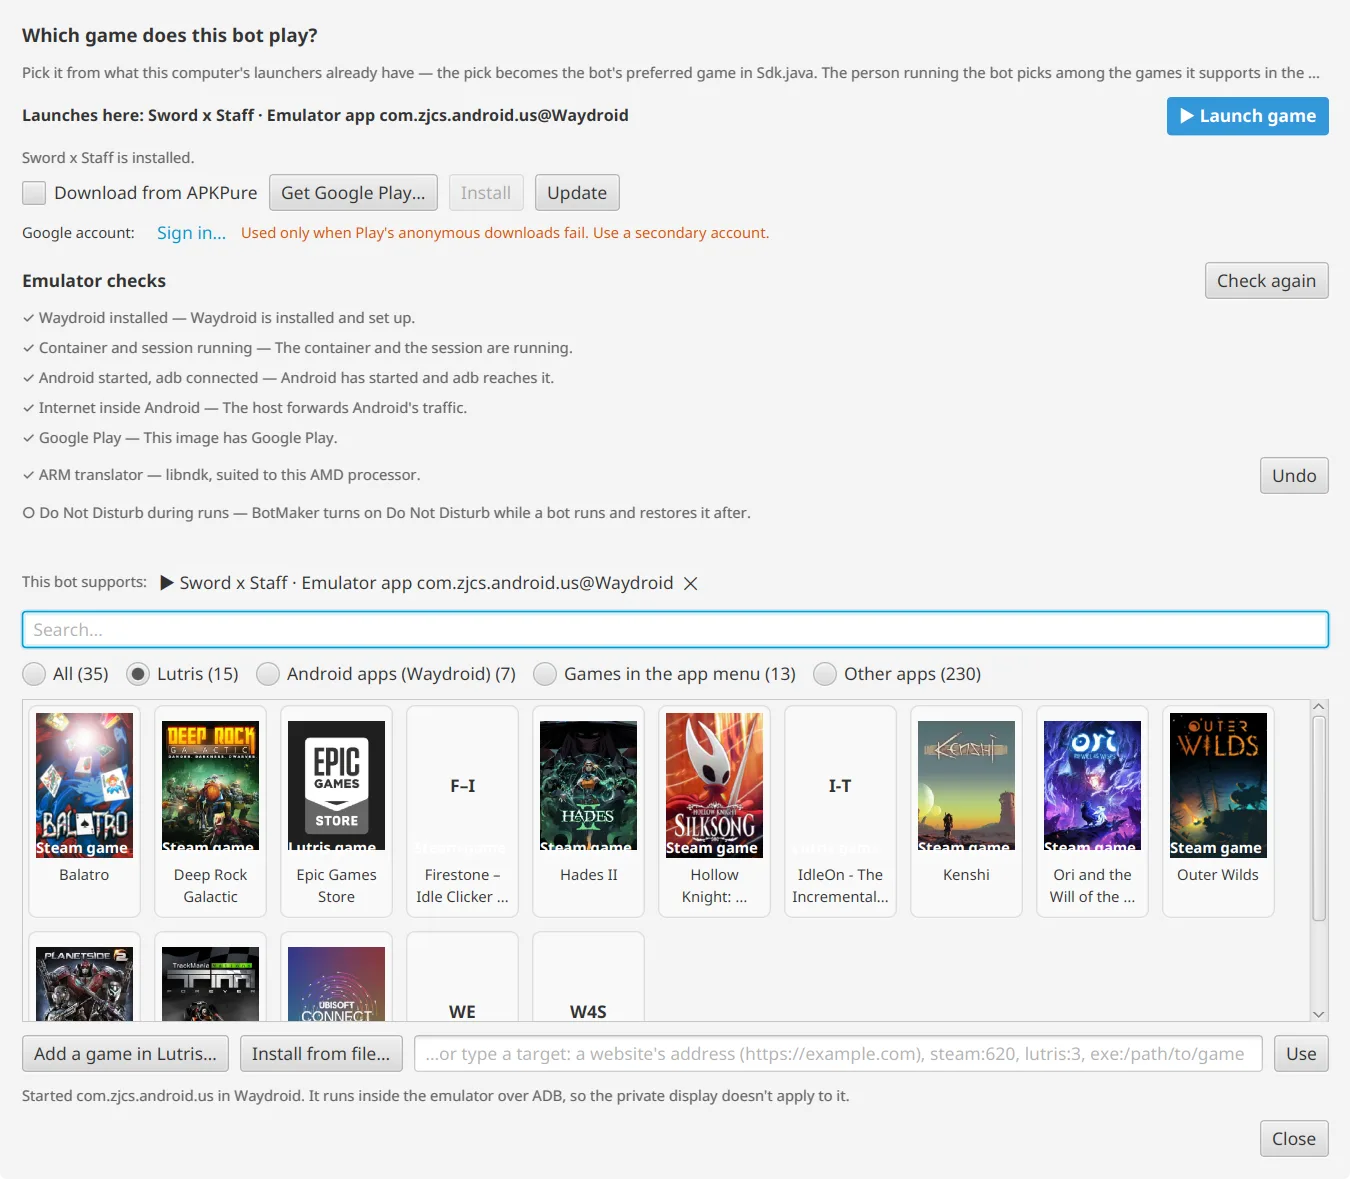 Which game does this bot play?
Pick it from what this computer's launchers already have — the pick becomes the bot's preferred game in Sdk.java. The person running the bot picks among the games it supports in the ...
Launches here: Sword x Staff · Emulator app com.zjcs.android.us@Waydroid
▶ Launch game
Sword x Staff is installed.
Download from APKPure
Get Google Play...
Install
Update
Google account:
Sign in...
Used only when Play's anonymous downloads fail. Use a secondary account.
Emulator checks
Check again
✓ Waydroid installed — Waydroid is installed and set up.
✓ Container and session running — The container and the session are running.
✓ Android started, adb connected — Android has started and adb reaches it.
✓ Internet inside Android — The host forwards Android's traffic.
✓ Google Play — This image has Google Play.
✓ ARM translator — libndk, suited to this AMD processor.
Undo
○ Do Not Disturb during runs — BotMaker turns on Do Not Disturb while a bot runs and restores it after.
This bot supports:
▶ Sword x Staff · Emulator app com.zjcs.android.us@Waydroid ✕
Search...
All (35)
Lutris (15)
Android apps (Waydroid) (7)
Games in the app menu (13)
Other apps (230)
BALATRO
Steam game
Balatro
DEEP ROCK
GALACTIC
DANGER. DARKNESS. DWARVES
Steam game
Deep Rock
Galactic
EPIC
GAMES
STORE
Lutris game
Epic Games
Store
F–I
Firestone –
Idle Clicker ...
HADES
II
Steam game
Hades II
HOLLOW KNIGHT
SILKSONG
Steam game
Hollow
Knight: ...
I-T
IdleOn - The
Incremental...
Kenshi
Steam game
Kenshi
ori
Steam game
Ori and the
Will of the ...
OUTER
WILDS
Steam game
Outer Wilds
PLANETSIDE 2
TrackMania NATIONS
FOREVER
UBISOFT
CONNECT
WE
W4S
Add a game in Lutris...
Install from file...
...or type a target: a website's address (https://example.com), steam:620, lutris:3, exe:/path/to/game
Use
Started com.zjcs.android.us in Waydroid. It runs inside the emulator over ADB, so the private display doesn't apply to it.
Close